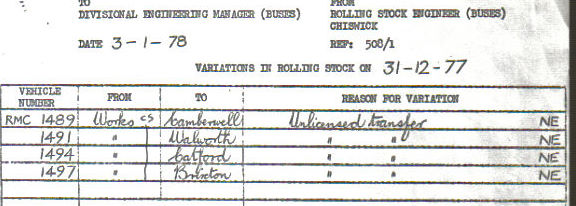 TO FROM
DIVISIONAL ENGINEERING MANAGER (BUSES) ROLLING STOCK ENGINEER (BUSES)
CHISWICK
DATE 3-1-78 REF: 508/1
VARIATIONS IN ROLLING STOCK ON 31-12-77
VEHICLE NUMBER FROM TO REASON FOR VARIATION
RMC 1489 Works cs Camberwell Unlicensed transfer NE
1491 " Walworth " " NE
1494 " Catford " " NE
1497 " Brixton " " NE